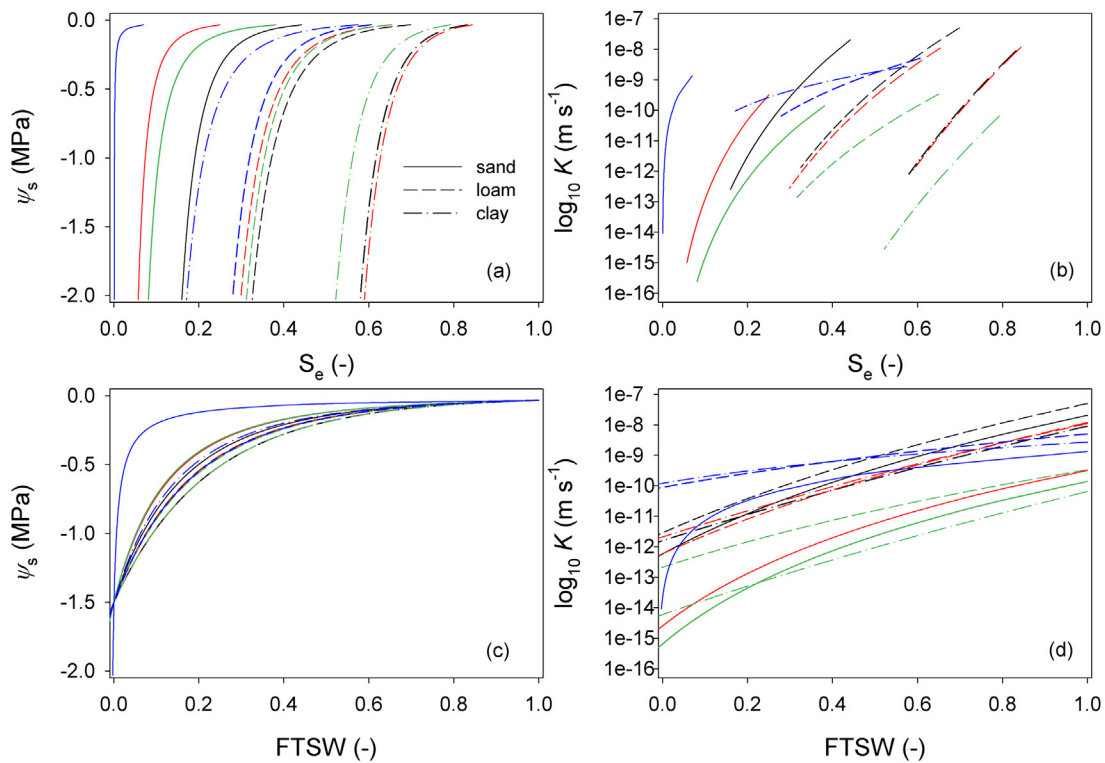 0.0
-0.5
-1.0
-1.5
-2.0
ψs (MPa)
sand
loam
clay
(a)
0.0 0.2 0.4 0.6 0.8 1.0
Se (-)
1e-7
1e-8
1e-9
1e-10
1e-11
1e-12
1e-13
1e-14
1e-15
1e-16
log10 K (m s-1)
(b)
0.0 0.2 0.4 0.6 0.8 1.0
Se (-)
0.0
-0.5
-1.0
-1.5
-2.0
ψs (MPa)
(c)
0.0 0.2 0.4 0.6 0.8 1.0
FTSW (-)
1e-7
1e-8
1e-9
1e-10
1e-11
1e-12
1e-13
1e-14
1e-15
1e-16
log10 K (m s-1)
(d)
0.0 0.2 0.4 0.6 0.8 1.0
FTSW (-)